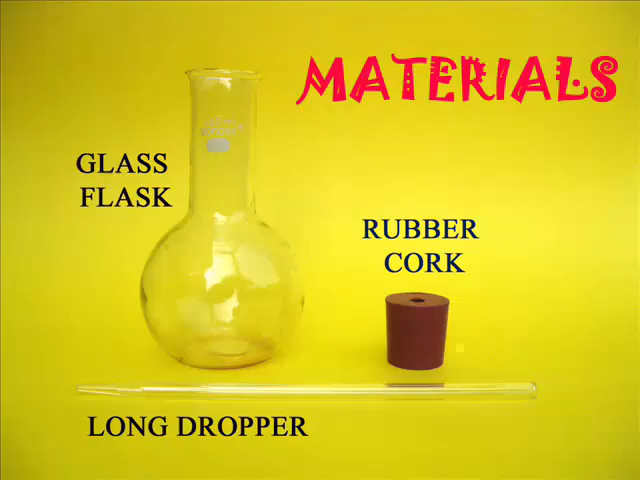 MATERIALS
GLASS
FLASK
RUBBER
CORK
LONG DROPPER